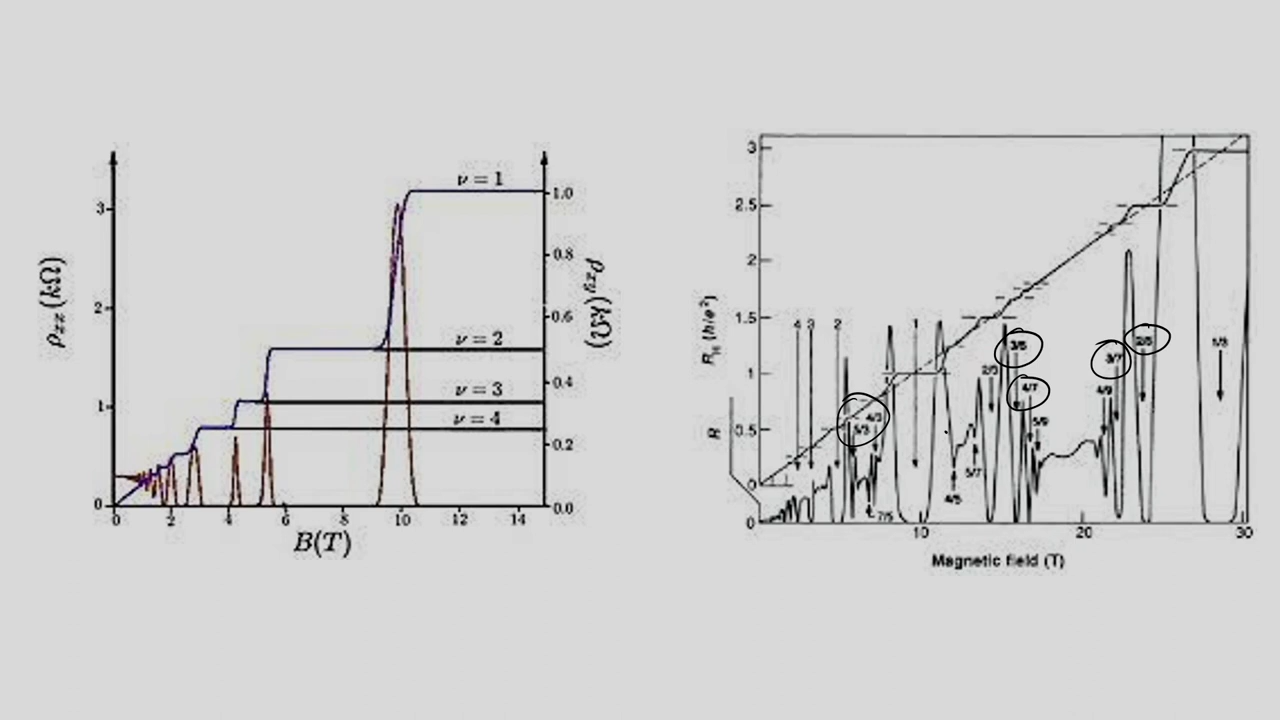 ν = 1
ν = 2
ν = 3
ν = 4
3
2
1
0
1.0
0.8
0.6
0.4
0.2
0.0
0 2 4 6 8 10 12 14
ρxx (kΩ)
ρxy (kΩ)
B(T)
3
2.5
2
1.5
1
0.5
0
0
R
RH (h/e²)
4 3 2 1
2/3
3/5
4/7
5/9
4/9
3/7
2/5
1/3
5/3
4/3
7/5
4/5
5/7
10 20 30
Magnetic field (T)